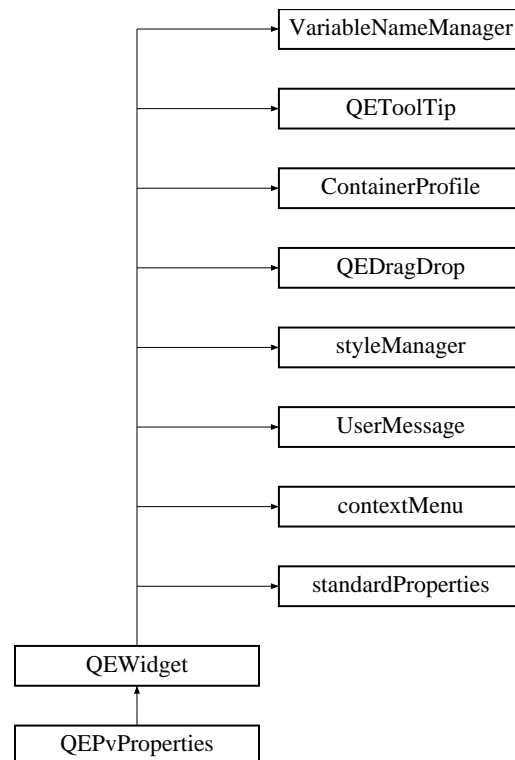 VariableNameManager
QEToolTip
ContainerProfile
QEDragDrop
styleManager
UserMessage
contextMenu
standardProperties
QEWidget
QEPvProperties